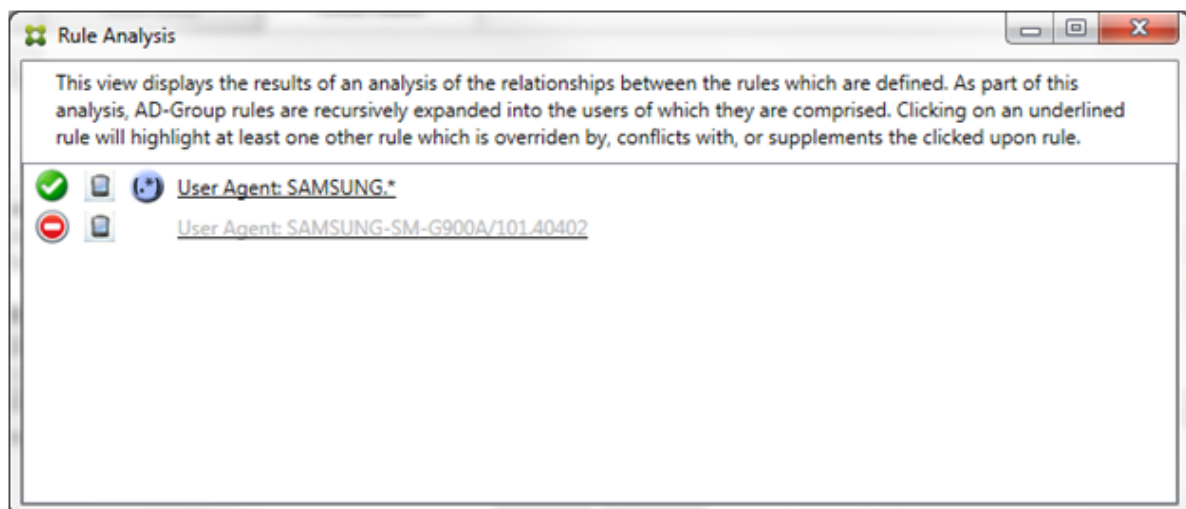 Rule Analysis
This view displays the results of an analysis of the relationships between the rules which are defined. As part of this
analysis, AD-Group rules are recursively expanded into the users of which they are comprised. Clicking on an underlined
rule will highlight at least one other rule which is overriden by, conflicts with, or supplements the clicked upon rule.
(.*) User Agent: SAMSUNG.*
User Agent: SAMSUNG-SM-G900A/101.40402